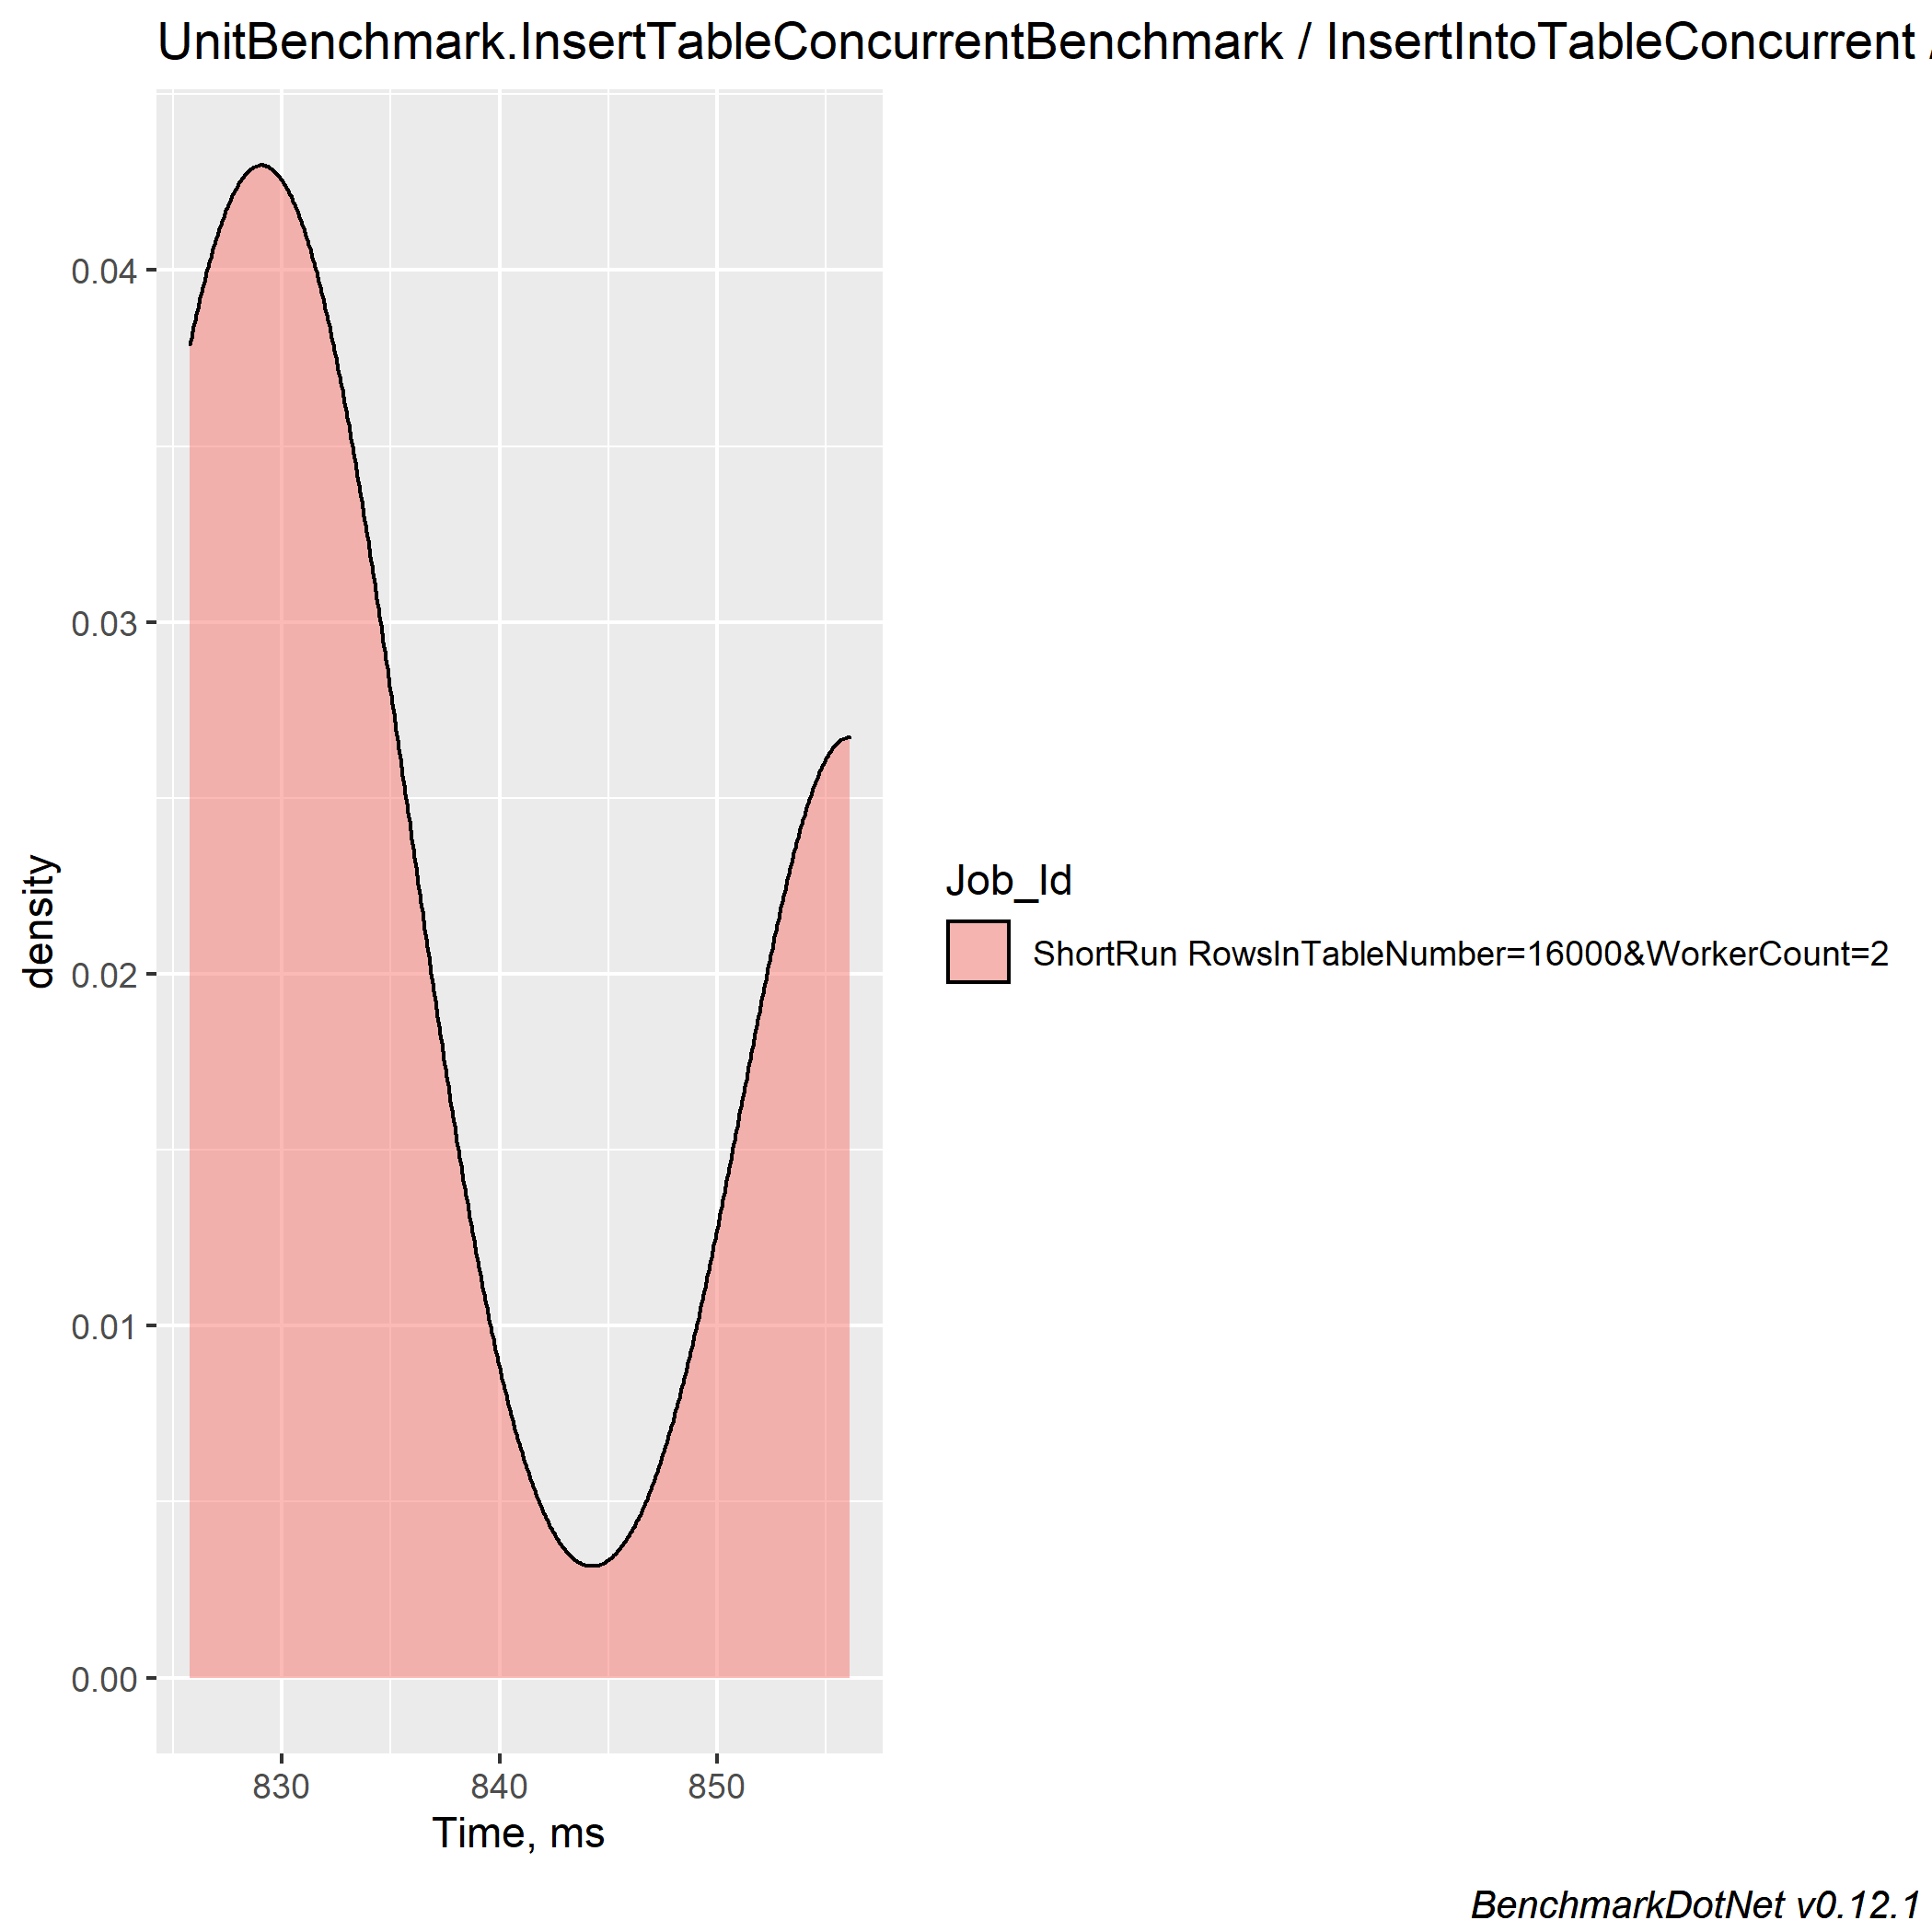 UnitBenchmark.InsertTableConcurrentBenchmark / InsertIntoTableConcurrent /
0.04
0.03
0.02
0.01
0.00
density
830 840 850
Time, ms
Job_Id
ShortRun RowsInTableNumber=16000&WorkerCount=2
BenchmarkDotNet v0.12.1